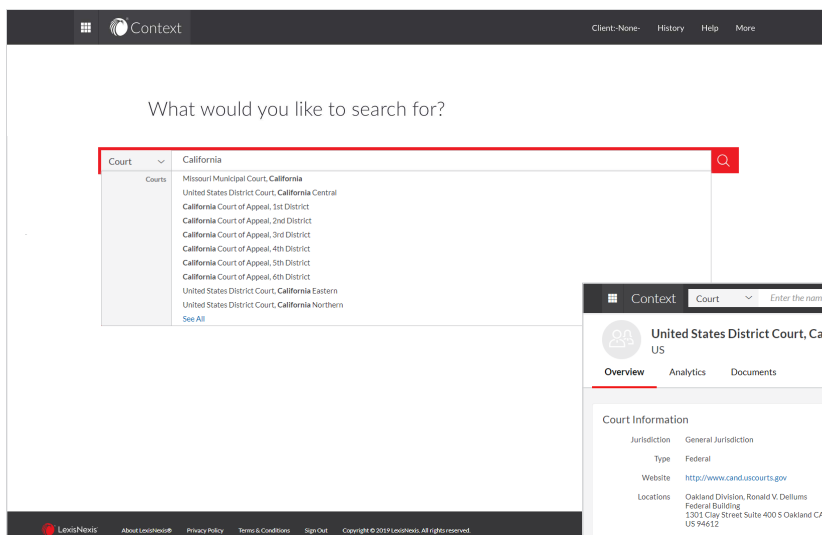 Context
Client:-None- History Help More
What would you like to search for?
Court California
Courts
Missouri Municipal Court, California
United States District Court, California Central
California Court of Appeal, 1st District
California Court of Appeal, 2nd District
California Court of Appeal, 3rd District
California Court of Appeal, 4th District
California Court of Appeal, 5th District
California Court of Appeal, 6th District
United States District Court, California Eastern
United States District Court, California Northern
See All
Context Court Enter the nam
United States District Court, Ca
US
Overview Analytics Documents
Court Information
Jurisdiction General Jurisdiction
Type Federal
Website http://www.cand.uscourts.gov
Locations Oakland Division, Ronald V. Dellums
Federal Building
1301 Clay Street Suite 400 S Oakland CA
US 94612
LexisNexis About LexisNexis® Privacy Policy Terms & Conditions Sign Out Copyright © 2019 LexisNexis. All rights reserved.